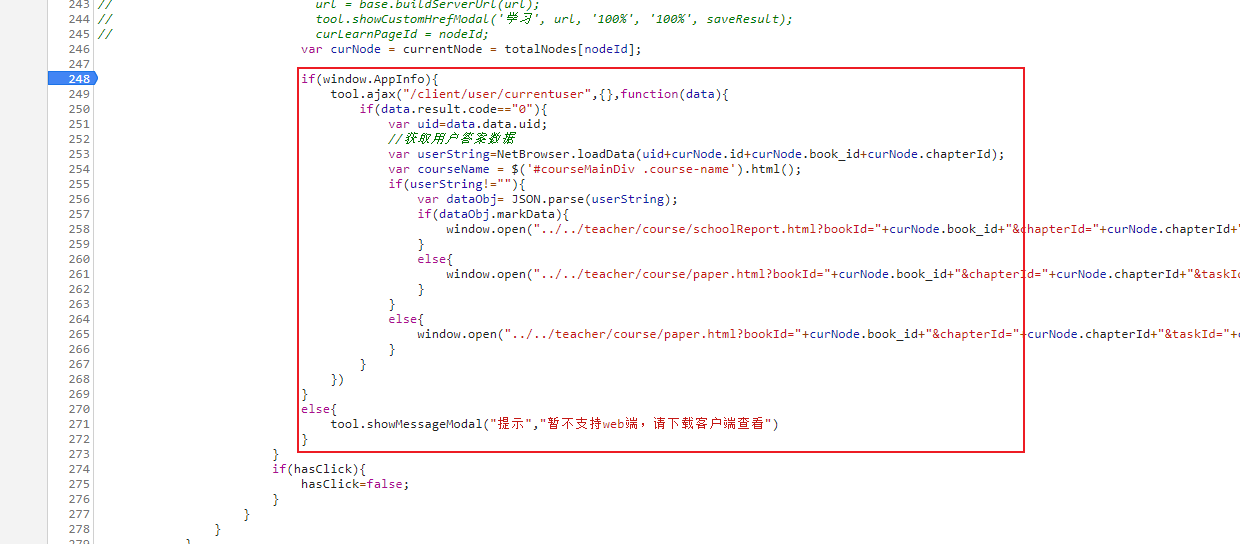 243 //                            url = base.buildServerUrl(url);
244 //                            tool.showCustomHrefModal('学习', url, '100%', '100%', saveResult);
245 //                            curLearnPageId = nodeId;
246                             var curNode = currentNode = totalNodes[nodeId];
247
248                             if(window.AppInfo){
249                                 tool.ajax("/client/user/currentuser",{},function(data){
250                                     if(data.result.code=="0"){
251                                         var uid=data.data.uid;
252                                         //获取用户答案数据
253                                         var userString=NetBrowser.loadData(uid+curNode.id+curNode.book_id+curNode.chapterId);
254                                         var courseName = $('#courseMainDiv .course-name').html();
255                                         if(userString!=""){
256                                             var dataObj= JSON.parse(userString);
257                                             if(dataObj.markData){
258                                                 window.open("../../teacher/course/schoolReport.html?bookId="+curNode.book_id+"&chapterId="+curNode.chapterId+"
259                                             }
260                                             else{
261                                                 window.open("../../teacher/course/paper.html?bookId="+curNode.book_id+"&chapterId="+curNode.chapterId+"&taskId
262                                             }
263                                         }
264                                         else{
265                                             window.open("../../teacher/course/paper.html?bookId="+curNode.book_id+"&chapterId="+curNode.chapterId+"&taskId="+c
266                                         }
267                                     }
268                                 })
269                             }
270                             else{
271                                 tool.showMessageModal("提示","暂不支持web端，请下载客户端查看")
272                             }
273                         }
274                         if(hasClick){
275                             hasClick=false;
276                         }
277                     }
278                 }
279             }